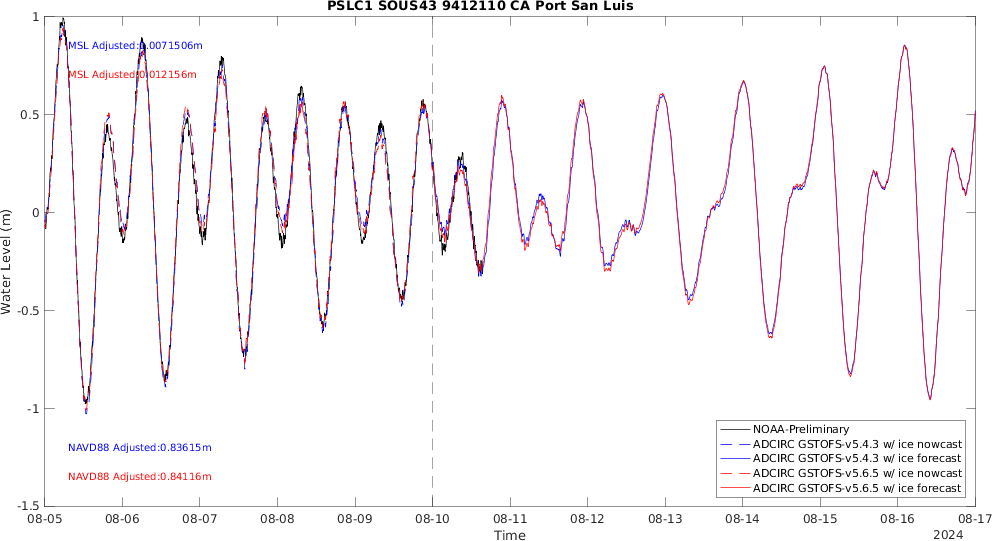 PSLC1 SOUS43 9412110 CA Port San Luis
1
MSL Adjusted:0.0071506m
MSL Adjusted:0.012156m
0.5
0
Water Level (m)
-0.5
-1
NAVD88 Adjusted:0.83615m
NAVD88 Adjusted:0.84116m
NOAA-Preliminary
ADCIRC GSTOFS-v5.4.3 w/ ice nowcast
ADCIRC GSTOFS-v5.4.3 w/ ice forecast
ADCIRC GSTOFS-v5.6.5 w/ ice nowcast
ADCIRC GSTOFS-v5.6.5 w/ ice forecast
-1.5
08-05 08-06 08-07 08-08 08-09 08-10 08-11 08-12 08-13 08-14 08-15 08-16 08-17
Time
2024